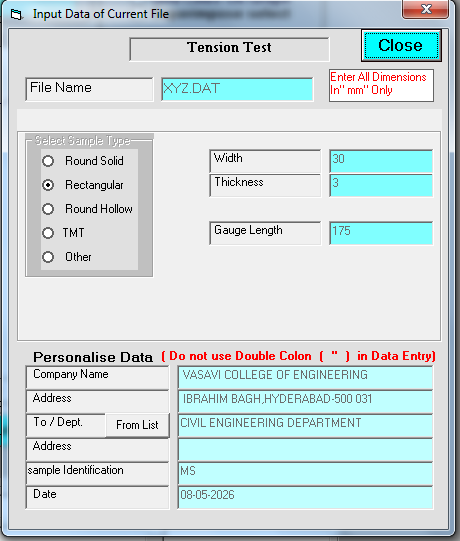 Input Data of Current File
Tension Test
Close
File Name
XYZ.DAT
Enter All Dimensions
In" mm" Only
Select Sample Type
Round Solid
Rectangular
Round Hollow
TMT
Other
Width
30
Thickness
3
Gauge Length
175
Personalise Data ( Do not use Double Colon ( " ) in Data Entry)
Company Name
VASAVI COLLEGE OF ENGINEERING
Address
IBRAHIM BAGH,HYDERABAD-500 031
To / Dept.
From List
CIVIL ENGINEERING DEPARTMENT
Address
sample Identification
MS
Date
08-05-2026